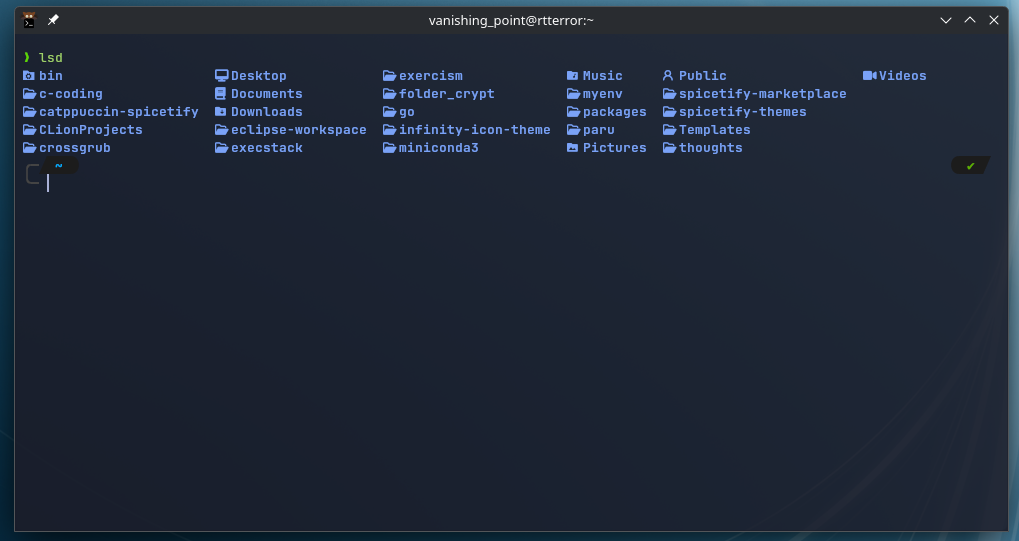 vanishing_point@rtterror:~
❯ lsd
bin Desktop exercism Music Public Videos
c-coding Documents folder_crypt myenv spicetify-marketplace
catppuccin-spicetify Downloads go packages spicetify-themes
CLionProjects eclipse-workspace infinity-icon-theme paru Templates
crossgrub execstack miniconda3 Pictures thoughts
~ ✔